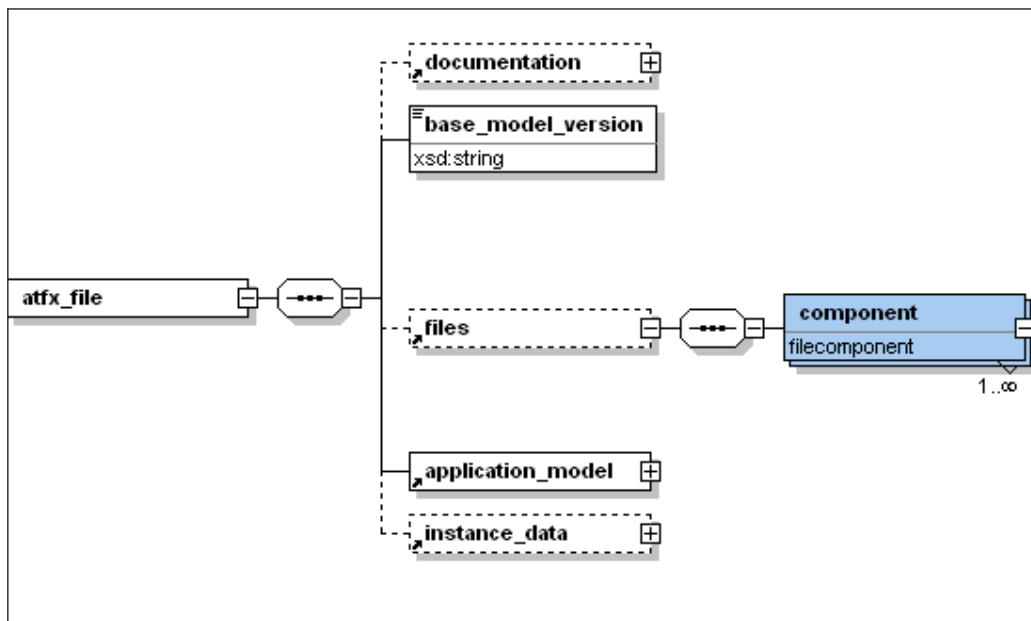 documentation
base_model_version
xsd:string
atfx_file
files
component
filecomponent
1..∞
application_model
instance_data